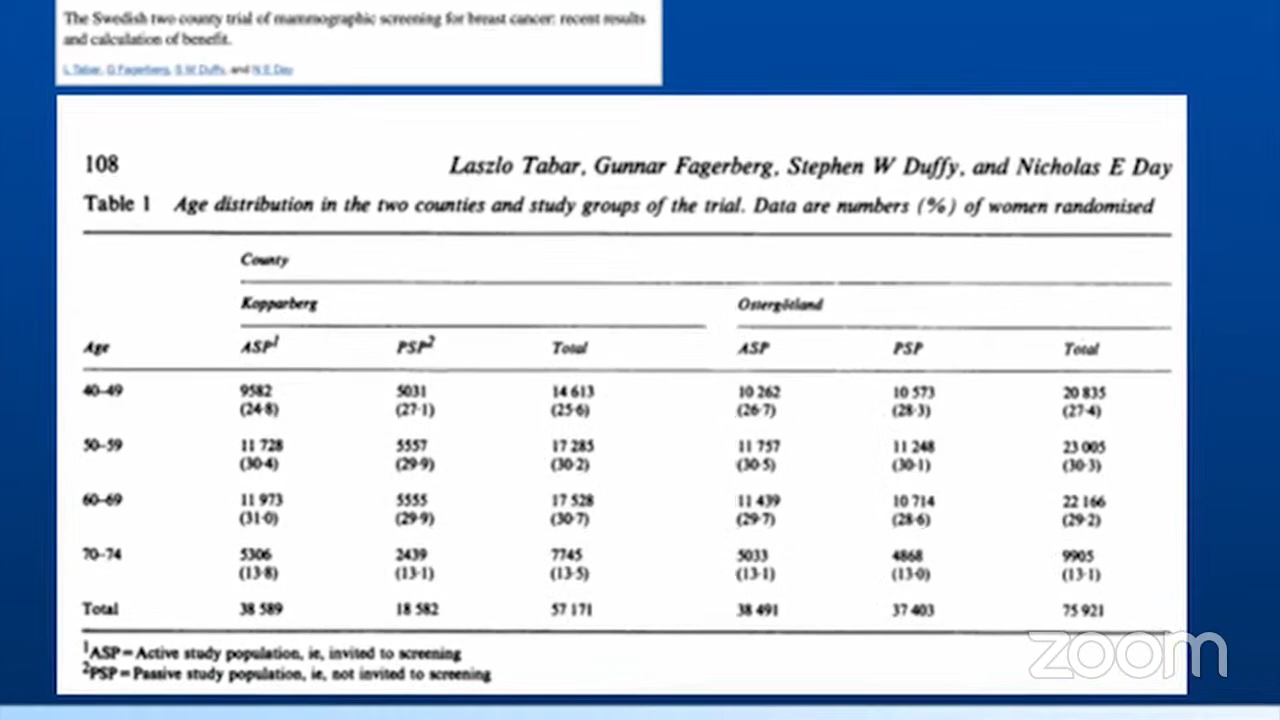 The Swedish two county trial of mammographic screening for breast cancer: recent results
and calculation of benefit.
L Tabar, G Fagerberg, S W Duffy, and N E Day
108 Laszlo Tabar, Gunnar Fagerberg, Stephen W Duffy, and Nicholas E Day
Table 1 Age distribution in the two counties and study groups of the trial. Data are numbers (%) of women randomised
County
Kopparberg Ostergötland
Age ASP1 PSP2 Total ASP PSP Total
40–49 9582 5031 14 613 10 262 10 573 20 835
(24·8) (27·1) (25·6) (26·7) (28·3) (27·4)
50–59 11 728 5557 17 285 11 757 11 248 23 005
(30·4) (29·9) (30·2) (30·5) (30·1) (30·3)
60–69 11 973 5555 17 528 11 439 10 714 22 166
(31·0) (29·9) (30·7) (29·7) (28·6) (29·2)
70–74 5306 2439 7745 5033 4868 9905
(13·8) (13·1) (13·5) (13·1) (13·0) (13·1)
Total 38 589 18 582 57 171 38 491 37 403 75 921
1ASP=Active study population, ie, invited to screening
2PSP=Passive study population, ie, not invited to screening
zoom